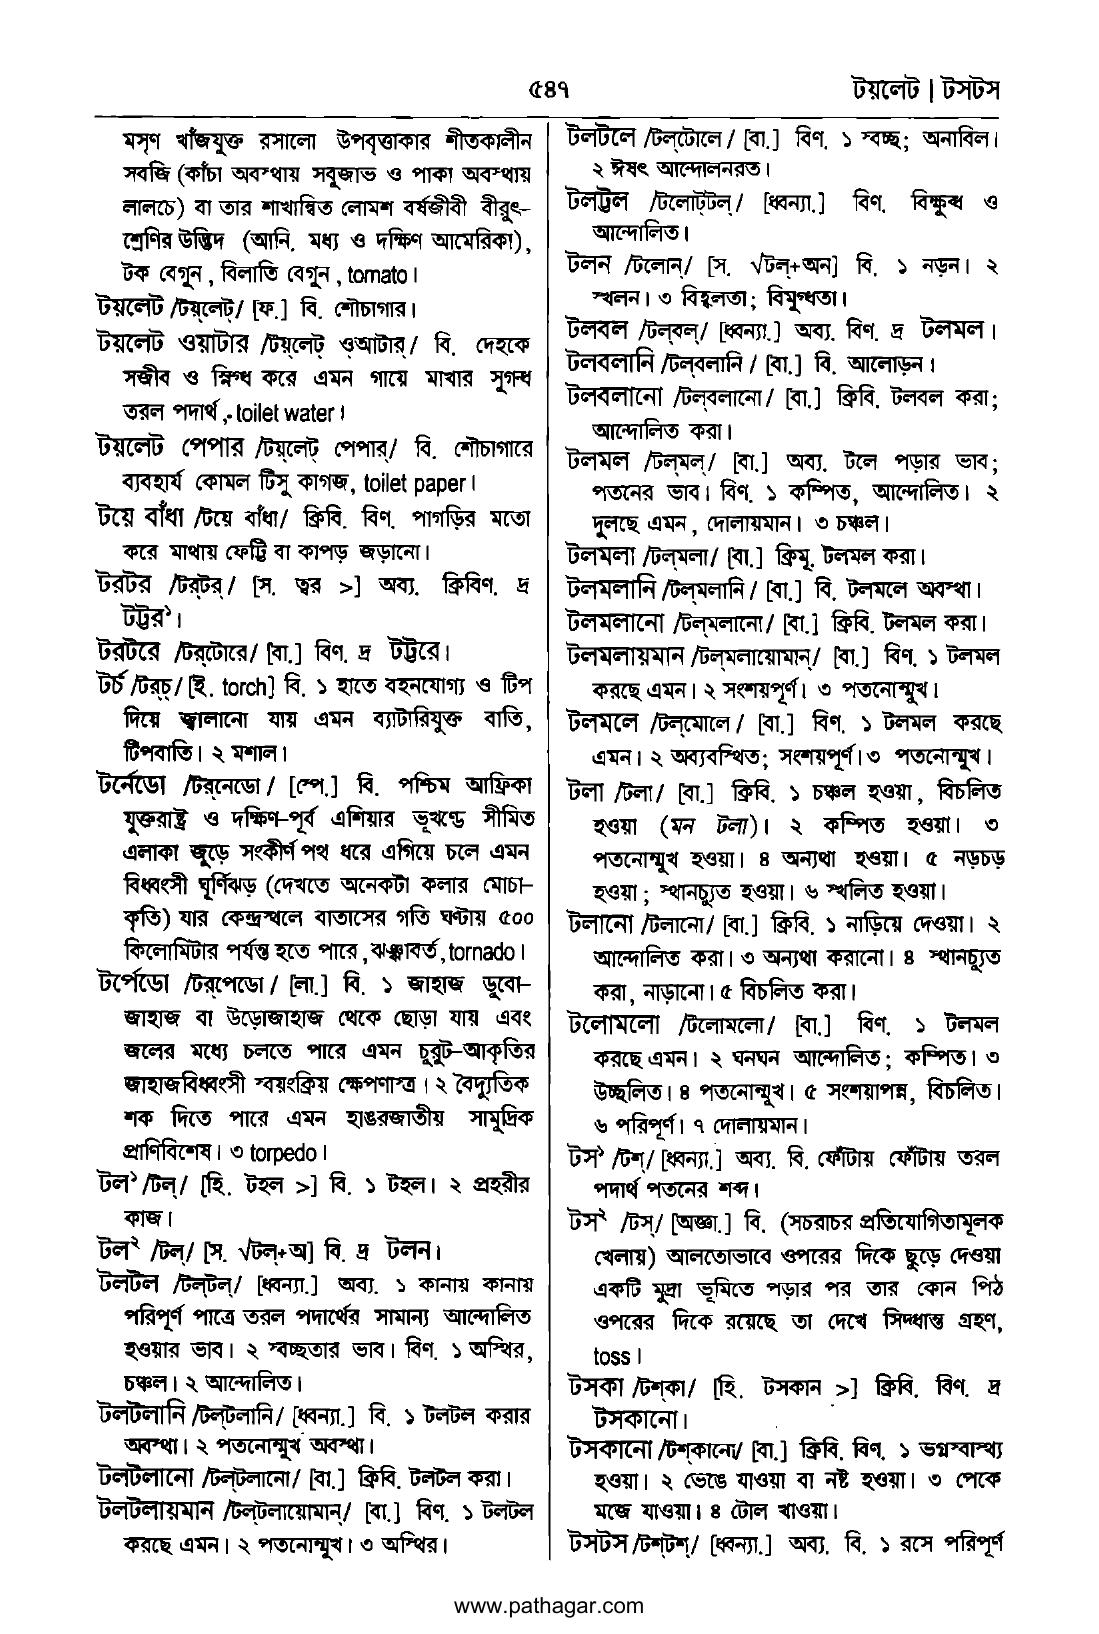 ৫৪৭
টয়লেট | টসটস
মসৃণ খাঁজযুক্ত রসালো উপবৃত্তাকার শীতকালীন
সবজি (কাঁচা অবস্থায় সবুজাভ ও পাকা অবস্থায়
লালচে) বা তার শাখান্বিত লোমশ বর্ষজীবী বীরুৎ-
শ্রেণির উদ্ভিদ (আনি. মধ্য ও দক্ষিণ আমেরিকা),
টক বেগুন, বিলাতি বেগুন, tomato।
টয়লেট /টয়্‌লেট্/ [ফ.] বি. শৌচাগার।
টয়লেট ওয়াটার /টয়্‌লেট্ ওআটার্/ বি. দেহকে
সজীব ও স্নিগ্ধ করে এমন গায়ে মাখার সুগন্ধ
তরল পদার্থ, toilet water।
টয়লেট পেপার /টয়্‌লেট্ পেপার্/ বি. শৌচাগারে
ব্যবহার্য কোমল টিসু কাগজ, toilet paper।
টয়ে বাঁধা /টয়ে বাঁধা/ ক্রিবি. বিণ. পাগড়ির মতো
করে মাথায় ফেট্টি বা কাপড় জড়ানো।
টরটর /টর্‌টর্/ [স. ত্বর >] অব্য. ক্রিবিণ. দ্র
টট্টর১।
টরটরে /টর্‌টোরে/ [বা.] বিণ. দ্র টট্টরে।
টর্চ /টর্‌চ্/ [ই. torch] বি. ১ হাতে বহনযোগ্য ও টিপ
দিয়ে জ্বালানো যায় এমন ব্যাটারিযুক্ত বাতি,
টিপবাতি। ২ মশাল।
টর্নেডো /টর্‌নেডো/ [স্পে.] বি. পশ্চিম আফ্রিকা
যুক্তরাষ্ট্র ও দক্ষিণ-পূর্ব এশিয়ার ভূখণ্ডে সীমিত
এলাকা জুড়ে সংকীর্ণ পথ ধরে এগিয়ে চলে এমন
বিধ্বংসী ঘূর্ণিঝড় (দেখতে অনেকটা কলার মোচা-
কৃতি) যার কেন্দ্রস্থলে বাতাসের গতি ঘণ্টায় ৫০০
কিলোমিটার পর্যন্ত হতে পারে, ঝঞ্ঝাবর্ত, tornado।
টর্পেডো /টর্‌পেডো/ [লা.] বি. ১ জাহাজ ডুবো-
জাহাজ বা উড়োজাহাজ থেকে ছোড়া যায় এবং
জলের মধ্যে চলতে পারে এমন চুরুট-আকৃতির
জাহাজবিধ্বংসী স্বয়ংক্রিয় ক্ষেপণাস্ত্র। ২ বৈদ্যুতিক
শক দিতে পারে এমন হাঙরজাতীয় সামুদ্রিক
প্রাণিবিশেষ। ৩ torpedo।
টল১ /টল্/ [হি. টহল >] বি. ১ টহল। ২ প্রহরীর
কাজ।
টল২ /টল্/ [স. √টল্+অ] বি. দ্র টলন।
টলটল /টল্‌টল্/ [ধ্বন্যা.] অব্য. ১ কানায় কানায়
পরিপূর্ণ পাত্রে তরল পদার্থের সামান্য আন্দোলিত
হওয়ার ভাব। ২ স্বচ্ছতার ভাব। বিণ. ১ অস্থির,
চঞ্চল। ২ আন্দোলিত।
টলটলানি /টল্‌টলানি/ [ধ্বন্যা.] বি. ১ টলটল করার
অবস্থা। ২ পতনোন্মুখ অবস্থা।
টলটলানো /টল্‌টলানো/ [বা.] ক্রিবি. টলটল করা।
টলটলায়মান /টল্‌টলায়োমান্/ [বা.] বিণ. ১ টলটল
করছে এমন। ২ পতনোন্মুখ। ৩ অস্থির।
টলটলে /টল্‌টোলে/ [বা.] বিণ. ১ স্বচ্ছ; অনাবিল।
২ ঈষৎ আন্দোলনরত।
টলট্টল /টলোট্‌টল্/ [ধ্বন্যা.] বিণ. বিক্ষুব্ধ ও
আন্দোলিত।
টলন /টলোন্/ [স. √টল্+অন] বি. ১ নড়ন। ২
স্খলন। ৩ বিহ্বলতা; বিমুগ্ধতা।
টলবল /টল্‌বল্/ [ধ্বন্যা.] অব্য. বিণ. দ্র টলমল।
টলবলানি /টল্‌বলানি/ [বা.] বি. আলোড়ন।
টলবলানো /টল্‌বলানো/ [বা.] ক্রিবি. টলবল করা;
আন্দোলিত করা।
টলমল /টল্‌মল্/ [বা.] অব্য. টলে পড়ার ভাব;
পতনের ভাব। বিণ. ১ কম্পিত, আন্দোলিত। ২
দুলছে এমন, দোলায়মান। ৩ চঞ্চল।
টলমলা /টল্‌মলা/ [বা.] ক্রিমূ. টলমল করা।
টলমলানি /টল্‌মলানি/ [বা.] বি. টলমলে অবস্থা।
টলমলানো /টল্‌মলানো/ [বা.] ক্রিবি. টলমল করা।
টলমলায়মান /টল্‌মলায়োমান্/ [বা.] বিণ. ১ টলমল
করছে এমন। ২ সংশয়পূর্ণ। ৩ পতনোন্মুখ।
টলমলে /টল্‌মোলে/ [বা.] বিণ. ১ টলমল করছে
এমন। ২ অব্যবস্থিত; সংশয়পূর্ণ। ৩ পতনোন্মুখ।
টলা /টলা/ [বা.] ক্রিবি. ১ চঞ্চল হওয়া, বিচলিত
হওয়া (মন টলা)। ২ কম্পিত হওয়া। ৩
পতনোন্মুখ হওয়া। ৪ অন্যথা হওয়া। ৫ নড়চড়
হওয়া; স্থানচ্যুত হওয়া। ৬ স্খলিত হওয়া।
টলানো /টলানো/ [বা.] ক্রিবি. ১ নাড়িয়ে দেওয়া। ২
আন্দোলিত করা। ৩ অন্যথা করানো। ৪ স্থানচ্যুত
করা, নাড়ানো। ৫ বিচলিত করা।
টলোমলো /টলোমলো/ [বা.] বিণ. ১ টলমল
করছে এমন। ২ ঘনঘন আন্দোলিত; কম্পিত। ৩
উচ্ছলিত। ৪ পতনোন্মুখ। ৫ সংশয়াপন্ন, বিচলিত।
৬ পরিপূর্ণ। ৭ দোলায়মান।
টস১ /টশ্/ [ধ্বন্যা.] অব্য. বি. ফোঁটায় ফোঁটায় তরল
পদার্থ পতনের শব্দ।
টস২ /টস্/ [অজ্ঞা.] বি. (সচরাচর প্রতিযোগিতামূলক
খেলায়) আলতোভাবে ওপরের দিকে ছুড়ে দেওয়া
একটি মুদ্রা ভূমিতে পড়ার পর তার কোন পিঠ
ওপরের দিকে রয়েছে তা দেখে সিদ্ধান্ত গ্রহণ,
toss।
টসকা /টশ্‌কা/ [হি. টসকান >] ক্রিবি. বিণ. দ্র
টসকানো।
টসকানো /টশ্‌কানো/ [বা.] ক্রিবি. বিণ. ১ ভগ্নস্বাস্থ্য
হওয়া। ২ ভেঙে যাওয়া বা নষ্ট হওয়া। ৩ পেকে
মজে যাওয়া। ৪ টোল খাওয়া।
টসটস /টশ্‌টশ্/ [ধ্বন্যা.] অব্য. বি. ১ রসে পরিপূর্ণ
www.pathagar.com